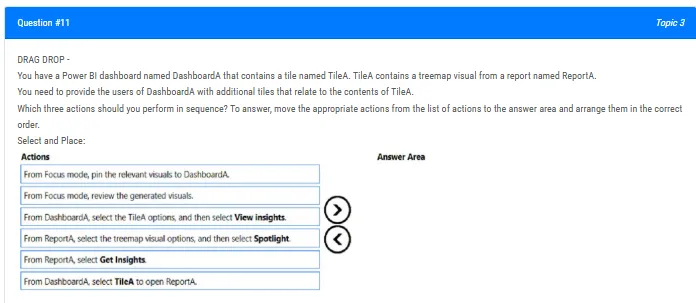 Question #11
Topic 3
DRAG DROP -
You have a Power BI dashboard named DashboardA that contains a tile named TileA. TileA contains a treemap visual from a report named ReportA.
You need to provide the users of DashboardA with additional tiles that relate to the contents of TileA.
Which three actions should you perform in sequence? To answer, move the appropriate actions from the list of actions to the answer area and arrange them in the correct
order.
Select and Place:
Actions
Answer Area
From Focus mode, pin the relevant visuals to DashboardA.
From Focus mode, review the generated visuals.
From DashboardA, select the TileA options, and then select View insights.
From ReportA, select the treemap visual options, and then select Spotlight.
From ReportA, select Get Insights.
From DashboardA, select TileA to open ReportA.